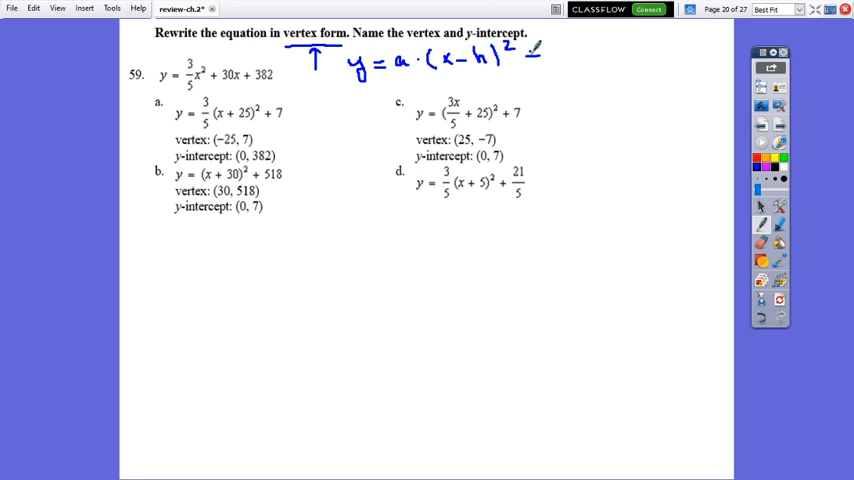 File Edit View Insert Tools Help
review-ch.2*
CLASSFLOW Connect
Page 20 of 27
Best Fit
Rewrite the equation in vertex form. Name the vertex and y-intercept.
y = a · (x - h)² -
59. y = 3/5 x² + 30x + 382
a. y = 3/5 (x + 25)² + 7
vertex: (−25, 7)
y-intercept: (0, 382)
b. y = (x + 30)² + 518
vertex: (30, 518)
y-intercept: (0, 7)
c. y = (3x/5 + 25)² + 7
vertex: (25, −7)
y-intercept: (0, 7)
d. y = 3/5 (x + 5)² + 21/5